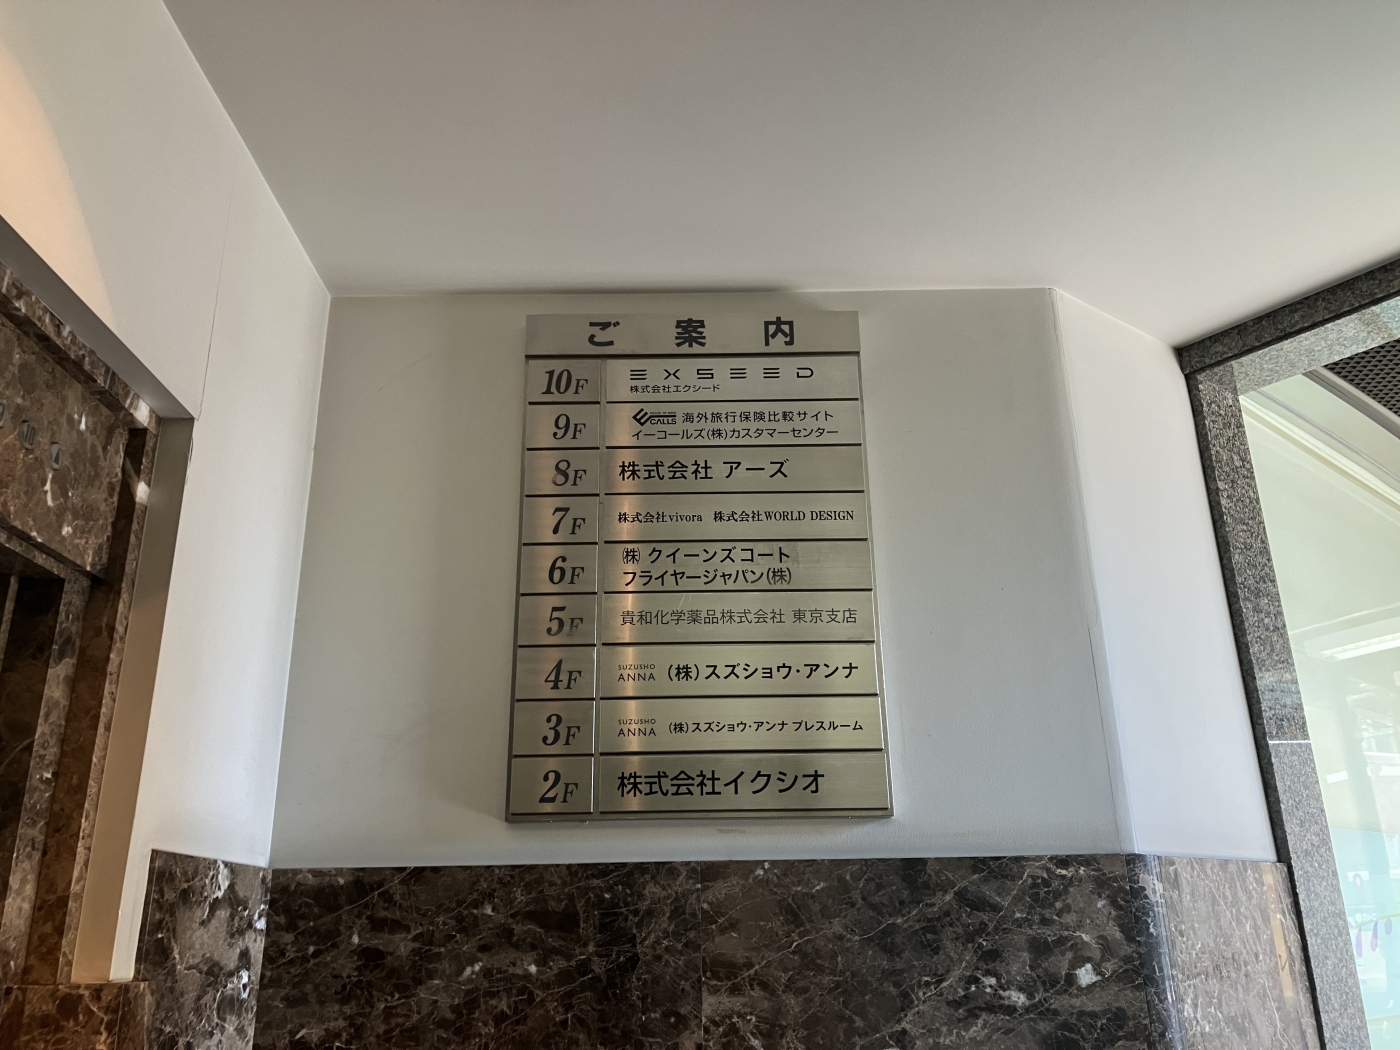 ご案内
10F EXSEED
株式会社エクシード
9F CALLS 海外旅行保険比較サイト
イーコールズ(株)カスタマーセンター
8F 株式会社 アーズ
7F 株式会社vivora 株式会社WORLD DESIGN
6F ㈱ クイーンズコート
フライヤージャパン(株)
5F 貴和化学薬品株式会社 東京支店
4F SUZUSHO ANNA (株)スズショウ・アンナ
3F SUZUSHO ANNA (株)スズショウ・アンナ プレスルーム
2F 株式会社イクシオ